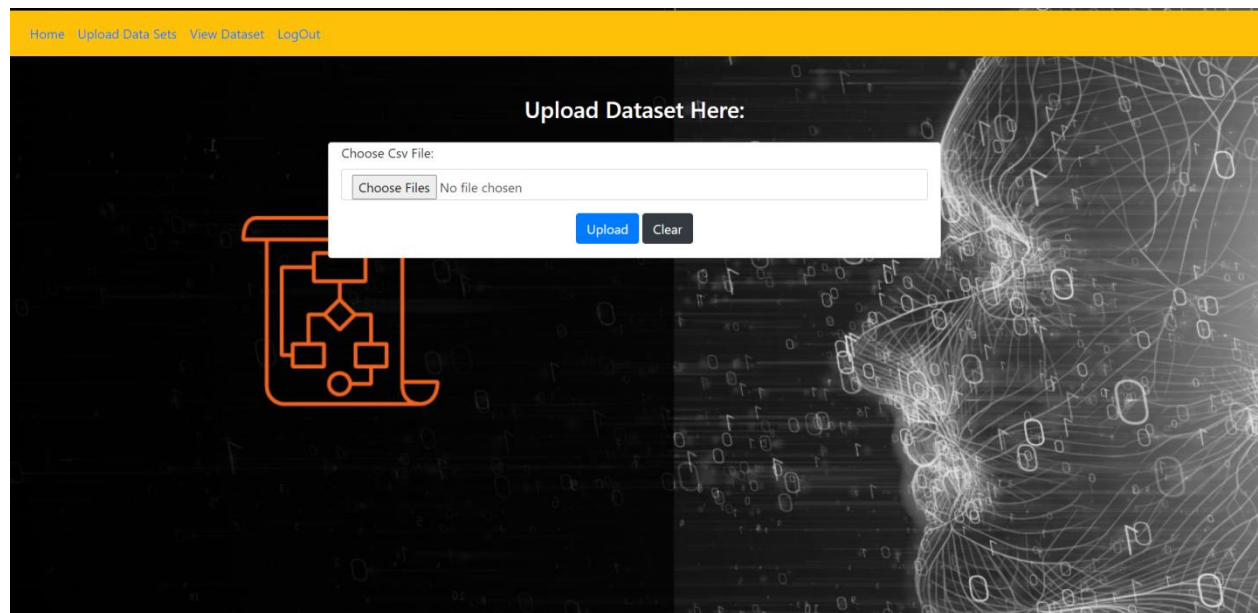 Home Upload Data Sets View Dataset LogOut
Upload Dataset Here:
Choose Csv File:
Choose Files No file chosen
Upload Clear